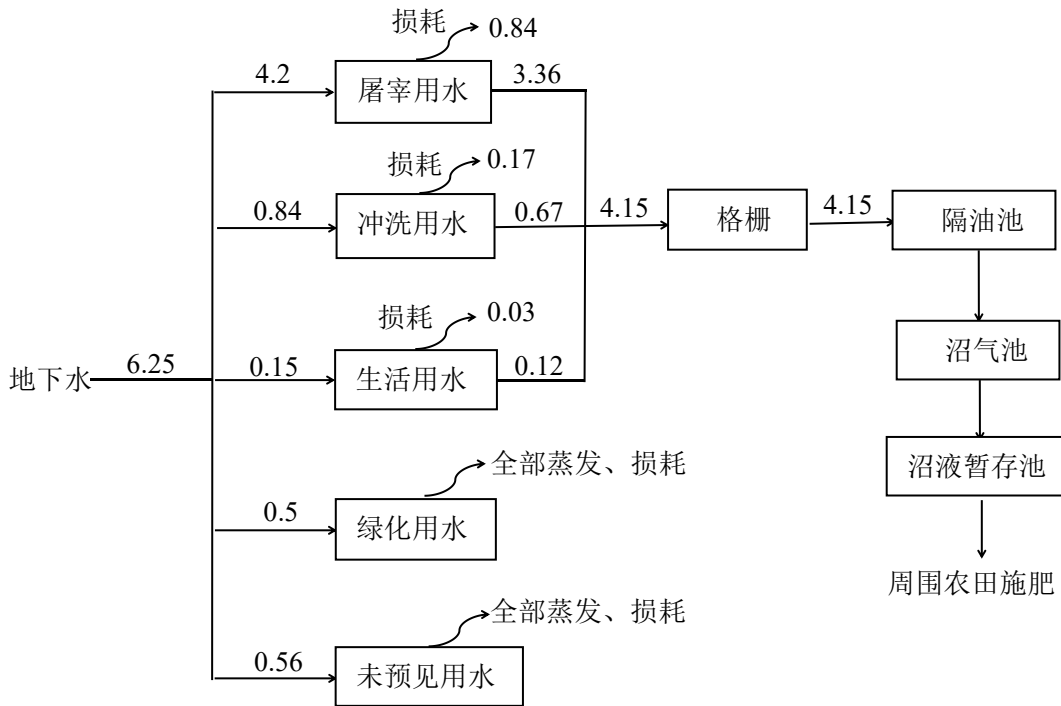 损耗 0.84
4.2
屠宰用水
3.36
损耗 0.17
0.84
冲洗用水
0.67
4.15
格栅
4.15
隔油池
损耗 0.03
地下水
6.25
0.15
生活用水
0.12
沼气池
全部蒸发、损耗
0.5
绿化用水
沼液暂存池
周围农田施肥
全部蒸发、损耗
0.56
未预见用水